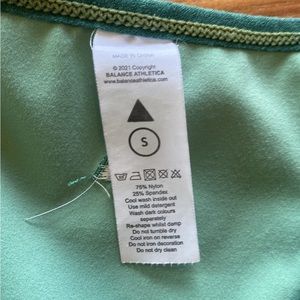 MADE IN CHINA
© 2021 Copyright
BALANCE ATHLETICA
www.balanceathletica.com
S
75% Nylon
25% Spandex
Cool wash inside out
Use mild detergent
Wash dark colours
separately
Re-shape whilst damp
Do not tumble dry
Cool iron on reverse
Do not iron decoration
Do not dry clean